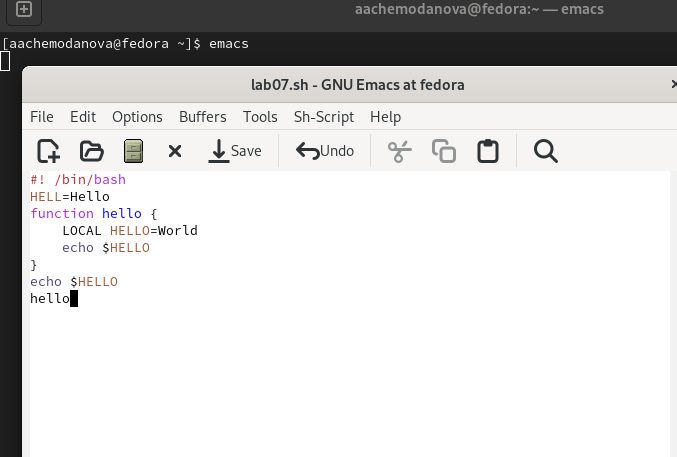 aachemodanova@fedora:~ — emacs
[aachemodanova@fedora ~]$ emacs
lab07.sh - GNU Emacs at fedora
File Edit Options Buffers Tools Sh-Script Help
Save Undo
#! /bin/bash
HELL=Hello
function hello {
    LOCAL HELLO=World
    echo $HELLO
}
echo $HELLO
hello